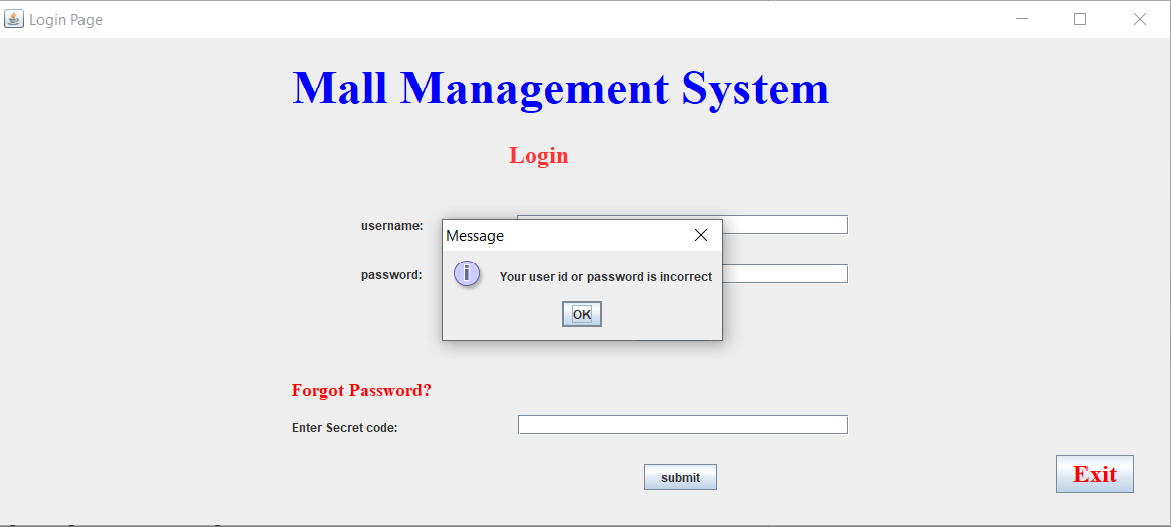 Login Page
Mall Management System
Login
username:
Message
Your user id or password is incorrect
password:
OK
Forgot Password?
Enter Secret code:
submit
Exit